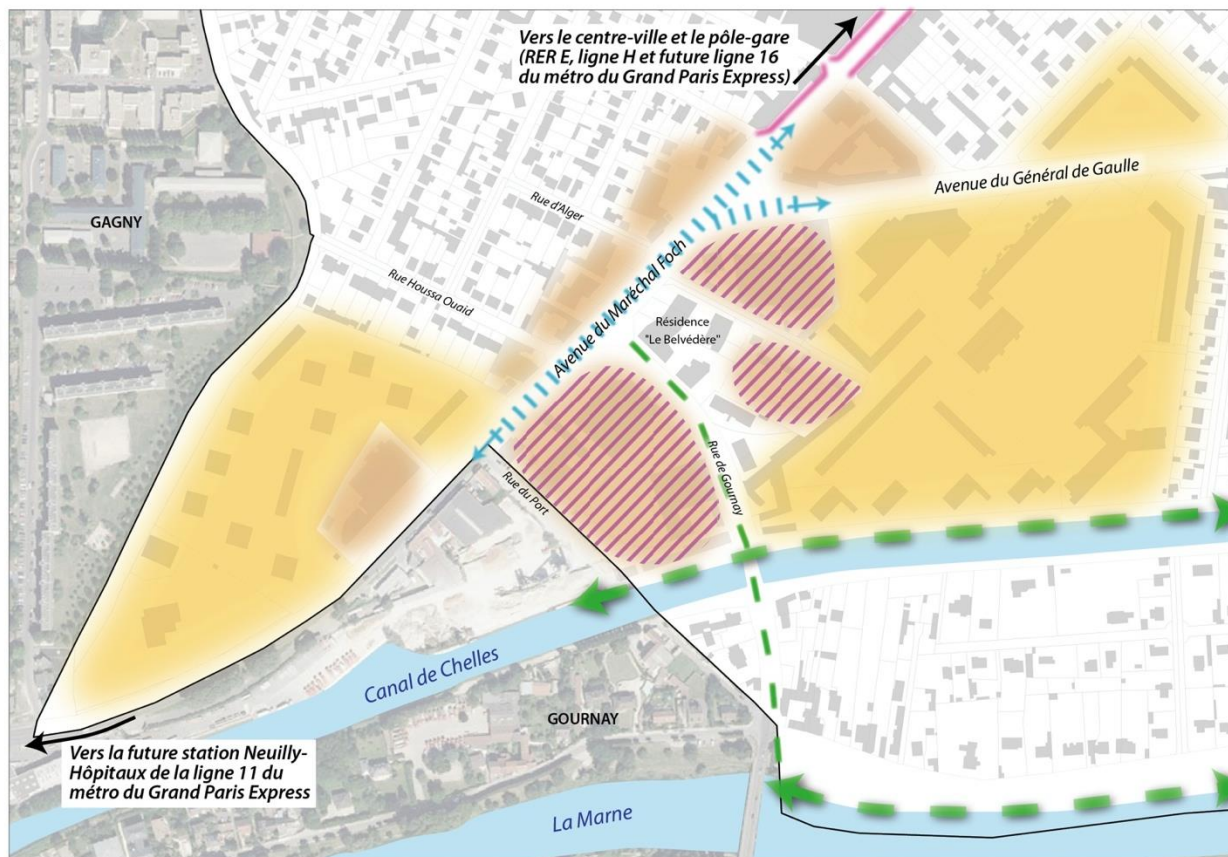 Vers le centre-ville et le pôle-gare
(RER E, ligne H et future ligne 16
du métro du Grand Paris Express)
Avenue du Général de Gaulle
Rue d'Alger
GAGNY
Avenue du Maréchal Foch
Rue Houssa Ouaid
Résidence
"Le Belvédère"
Rue de Gournay
Rue du Port
Canal de Chelles
GOURNAY
Vers la future station Neuilly-
Hôpitaux de la ligne 11 du
métro du Grand Paris Express
La Marne